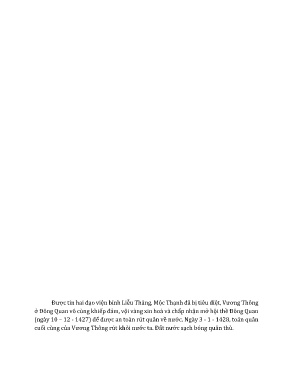 Được tin hai đạo viện binh Liễu Thăng, Mộc Thạnh đã bị tiêu diệt, Vương Thông
ở Đông Quan vô cùng khiếp đảm, vội vàng xin hoà và chấp nhận mở hội thề Đông Quan
(ngày 10 - 12 - 1427) để được an toàn rút quân về nước. Ngày 3 - 1 - 1428, toán quân
cuối cùng của Vương Thông rút khỏi nước ta. Đất nước sạch bóng quân thù.